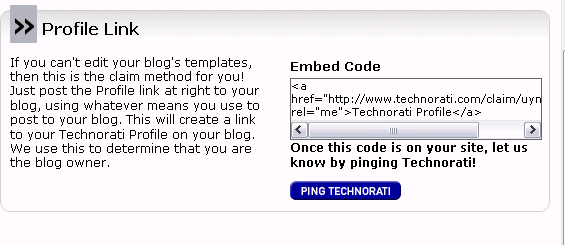 >> Profile Link
If you can't edit your blog's templates,
then this is the claim method for you!
Just post the Profile link at right to your
blog, using whatever means you use to
post to your blog. This will create a link
to your Technorati Profile on your blog.
We use this to determine that you are
the blog owner.
Embed Code
<a
href="http://www.technorati.com/claim/uyn
rel="me">Technorati Profile</a>
Once this code is on your site, let us
know by pinging Technorati!
PING TECHNORATI